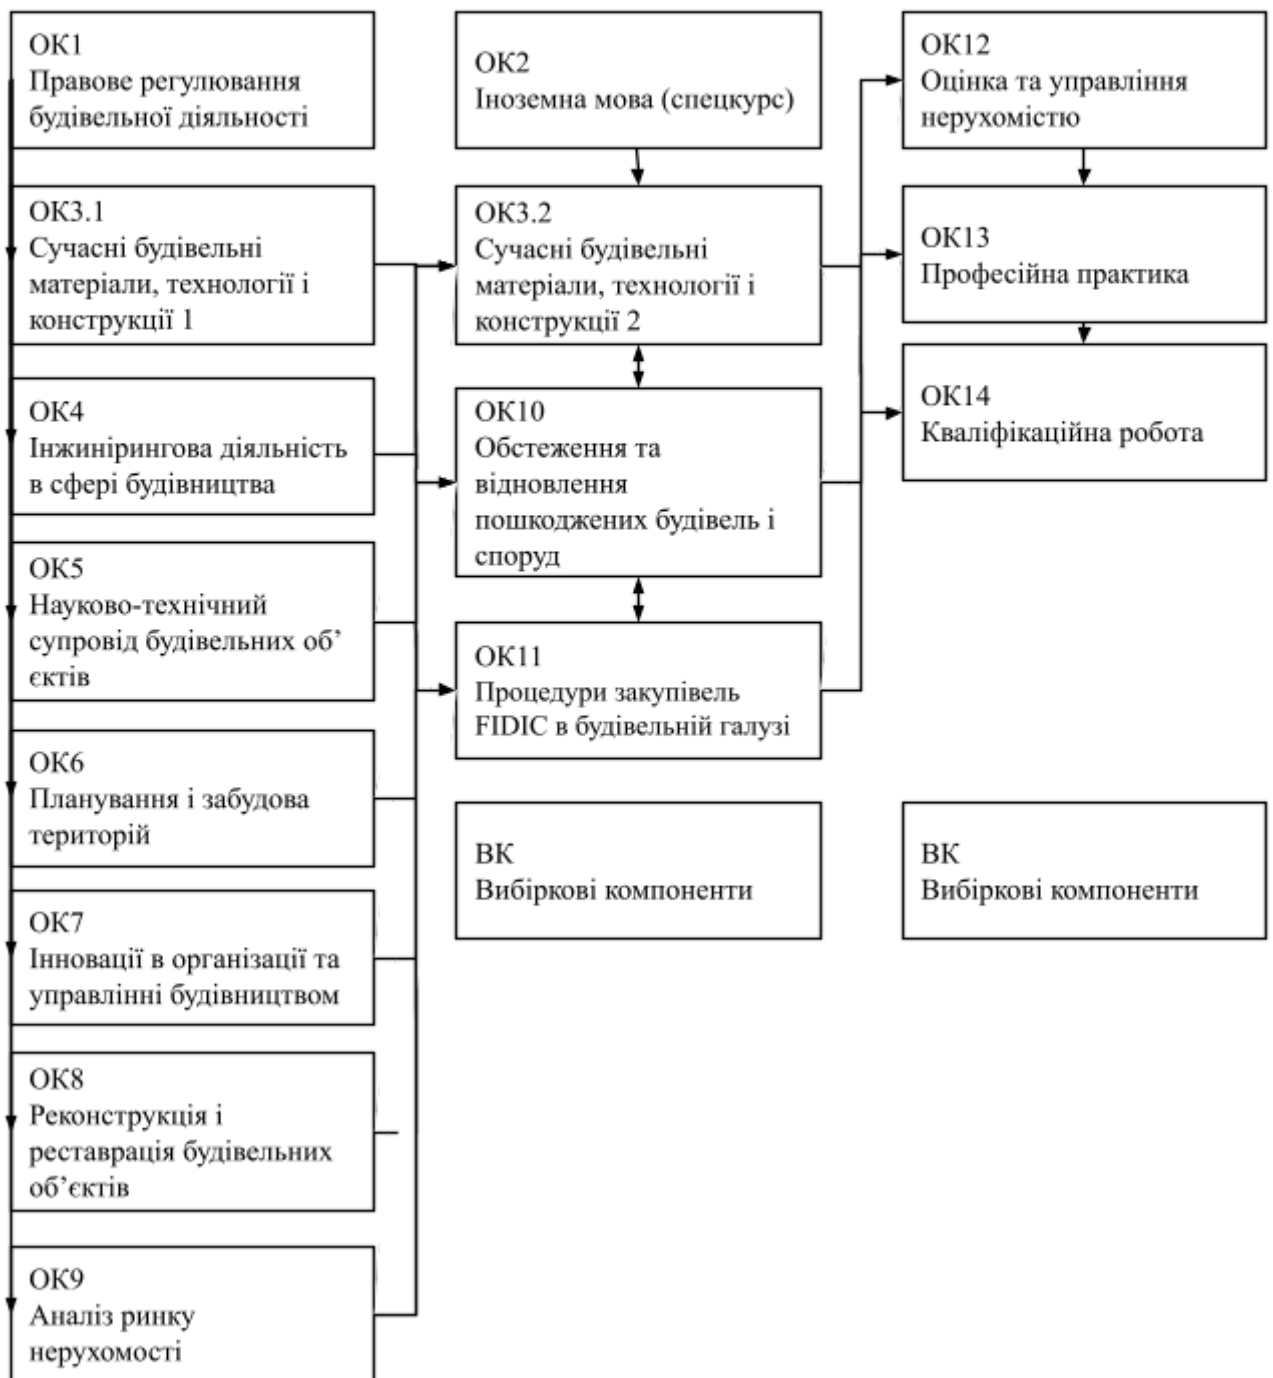 ОК1
Правове регулювання
будівельної діяльності
ОК3.1
Сучасні будівельні
матеріали, технології і
конструкції 1
ОК4
Інжинірингова діяльність
в сфері будівництва
ОК5
Науково-технічний
супровід будівельних об’
єктів
ОК6
Планування і забудова
територій
ОК7
Інновації в організації та
управлінні будівництвом
ОК8
Реконструкція і
реставрація будівельних
об’єктів
ОК9
Аналіз ринку
нерухомості
ОК2
Іноземна мова (спецкурс)
ОК3.2
Сучасні будівельні
матеріали, технології і
конструкції 2
ОК10
Обстеження та
відновлення
пошкоджених будівель і
споруд
ОК11
Процедури закупівель
FIDIC в будівельній галузі
ВК
Вибіркові компоненти
ОК12
Оцінка та управління
нерухомістю
ОК13
Професійна практика
ОК14
Кваліфікаційна робота
ВК
Вибіркові компоненти